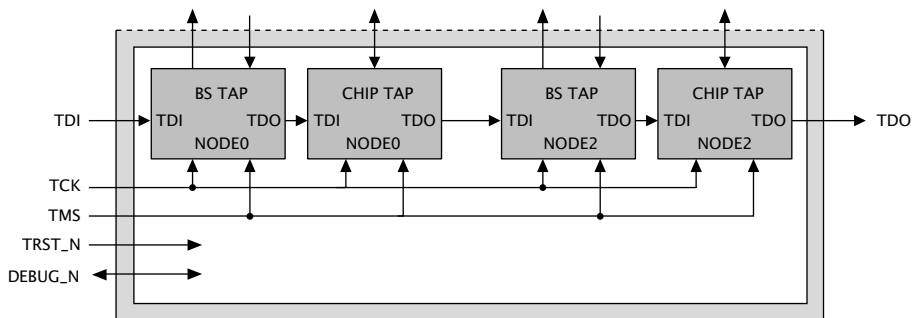 BS TAP
TDI TDO
NODE0
CHIP TAP
TDI TDO
NODE0
BS TAP
TDI TDO
NODE2
CHIP TAP
TDI TDO
NODE2
TDI
TDO
TCK
TMS
TRST_N
DEBUG_N